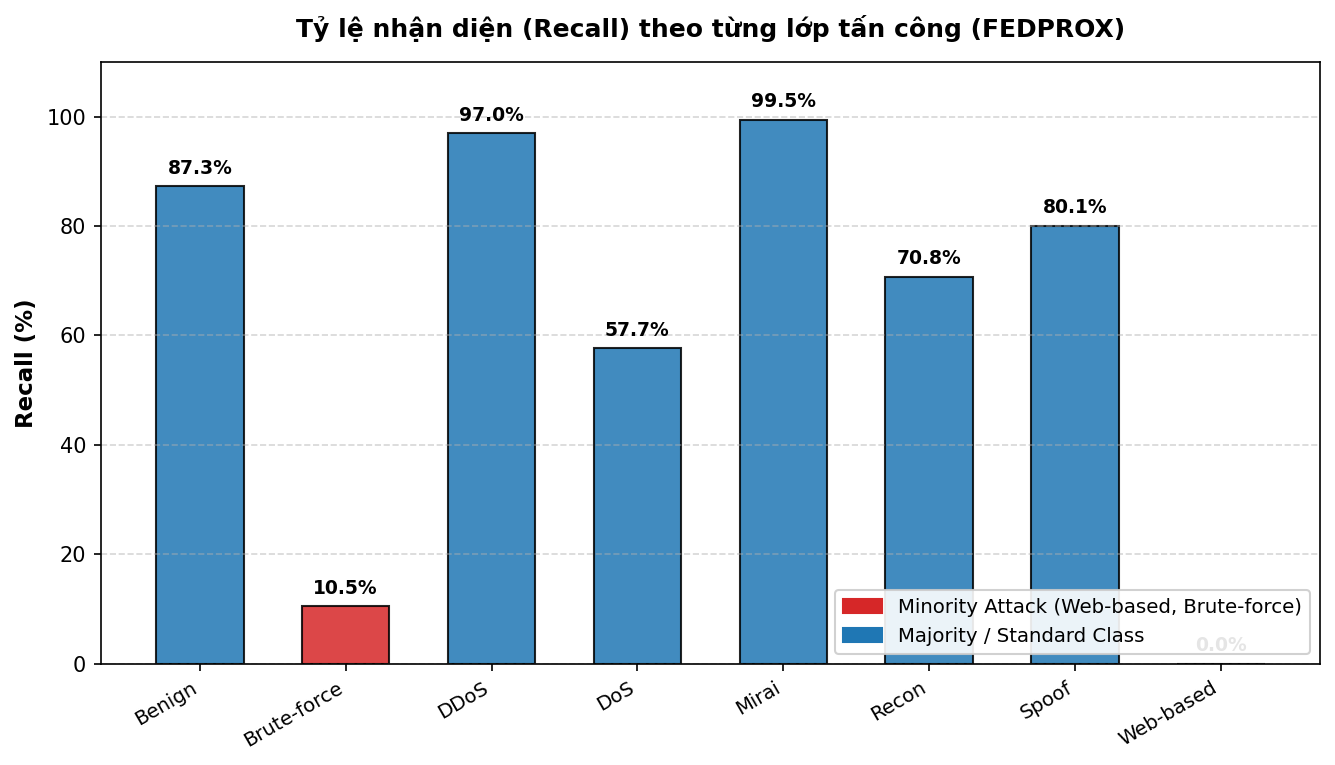 Tỷ lệ nhận diện (Recall) theo từng lớp tấn công (FEDPROX)
Recall (%)
100
80
60
40
20
0
87.3%
10.5%
97.0%
57.7%
99.5%
70.8%
80.1%
0.0%
Minority Attack (Web-based, Brute-force)
Majority / Standard Class
Benign
Brute-force
DDoS
DoS
Mirai
Recon
Spoof
Web-based